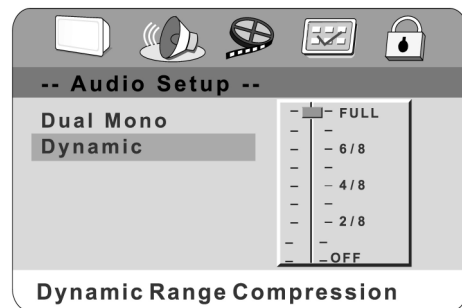 -- Audio Setup --
Dual Mono
Dynamic
FULL
6/8
4/8
2/8
OFF
Dynamic Range Compression